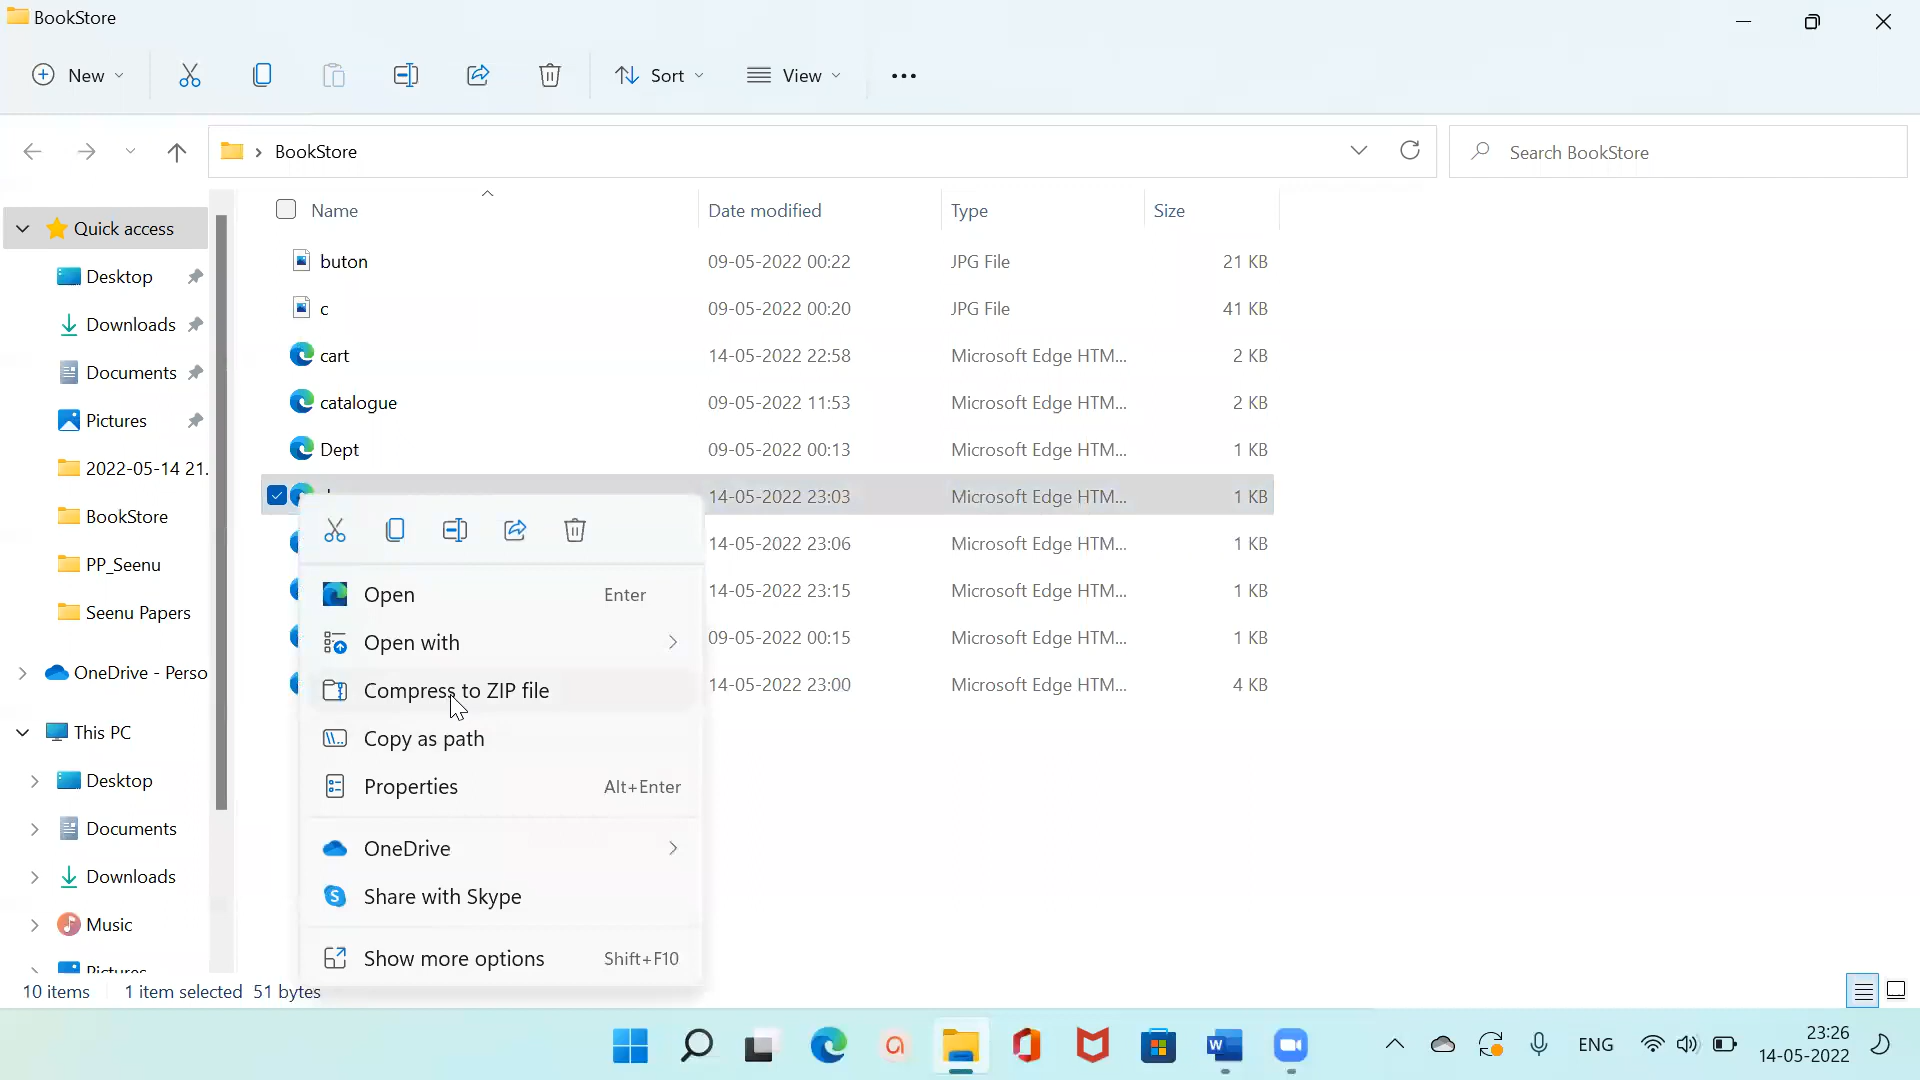 BookStore
New
Sort
View
BookStore
Search BookStore
Name Date modified Type Size
Quick access
Desktop
Downloads
Documents
Pictures
2022-05-14 21.
BookStore
PP_Seenu
Seenu Papers
OneDrive - Perso
This PC
Desktop
Documents
Downloads
Music
Pictures
buton 09-05-2022 00:22 JPG File 21 KB
c 09-05-2022 00:20 JPG File 41 KB
cart 14-05-2022 22:58 Microsoft Edge HTM... 2 KB
catalogue 09-05-2022 11:53 Microsoft Edge HTM... 2 KB
Dept 09-05-2022 00:13 Microsoft Edge HTM... 1 KB
14-05-2022 23:03 Microsoft Edge HTM... 1 KB
14-05-2022 23:06 Microsoft Edge HTM... 1 KB
14-05-2022 23:15 Microsoft Edge HTM... 1 KB
09-05-2022 00:15 Microsoft Edge HTM... 1 KB
14-05-2022 23:00 Microsoft Edge HTM... 4 KB
Open Enter
Open with
Compress to ZIP file
Copy as path
Properties Alt+Enter
OneDrive
Share with Skype
Show more options Shift+F10
10 items 1 item selected 51 bytes
ENG
23:26
14-05-2022